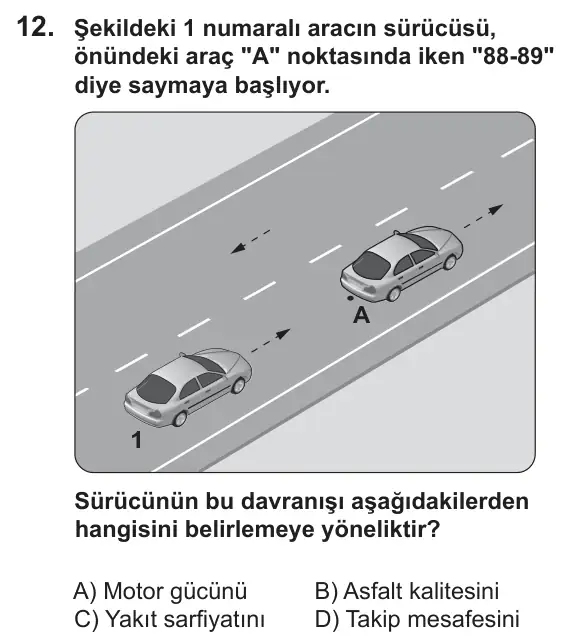 12. Şekildeki 1 numaralı aracın sürücüsü,
önündeki araç "A" noktasında iken "88-89"
diye saymaya başlıyor.
A
1
Sürücünün bu davranışı aşağıdakilerden
hangisini belirlemeye yöneliktir?
A) Motor gücünü B) Asfalt kalitesini
C) Yakıt sarfiyatını D) Takip mesafesini